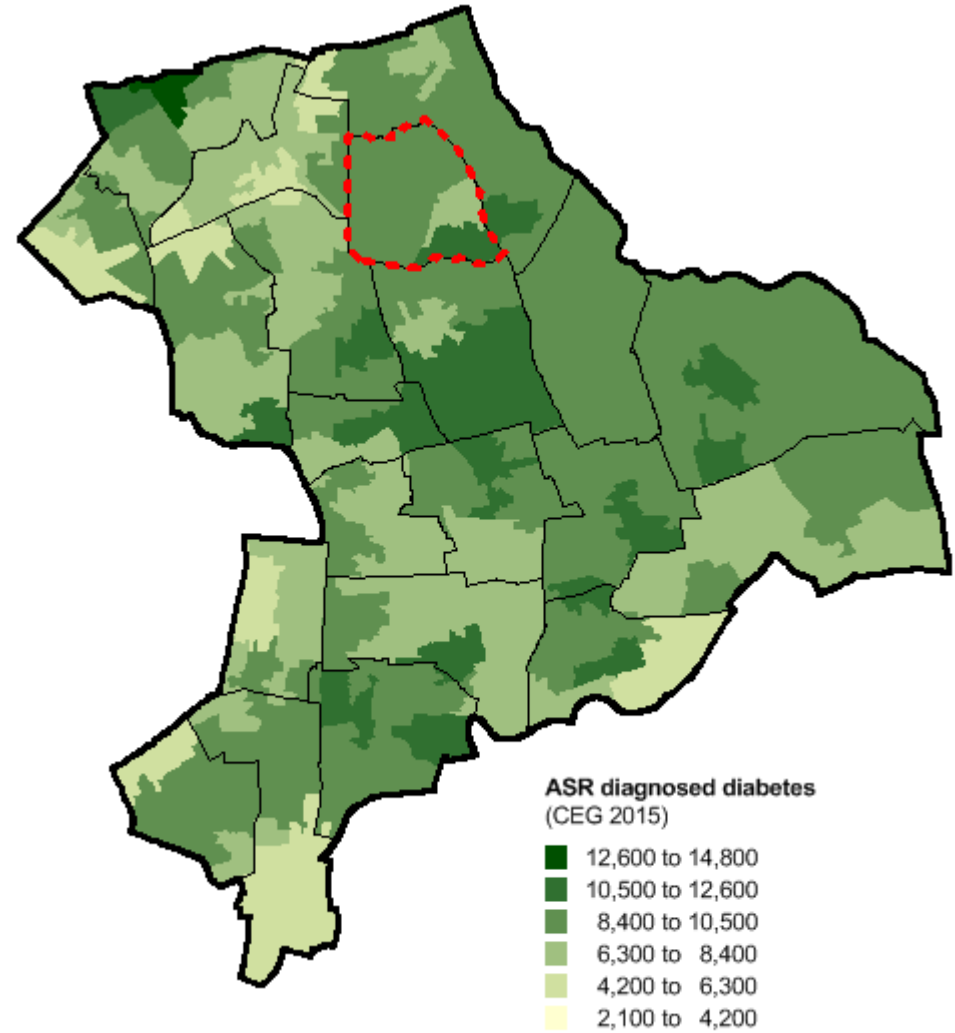 ASR diagnosed diabetes
(CEG 2015)
12,600 to 14,800
10,500 to 12,600
8,400 to 10,500
6,300 to 8,400
4,200 to 6,300
2,100 to 4,200